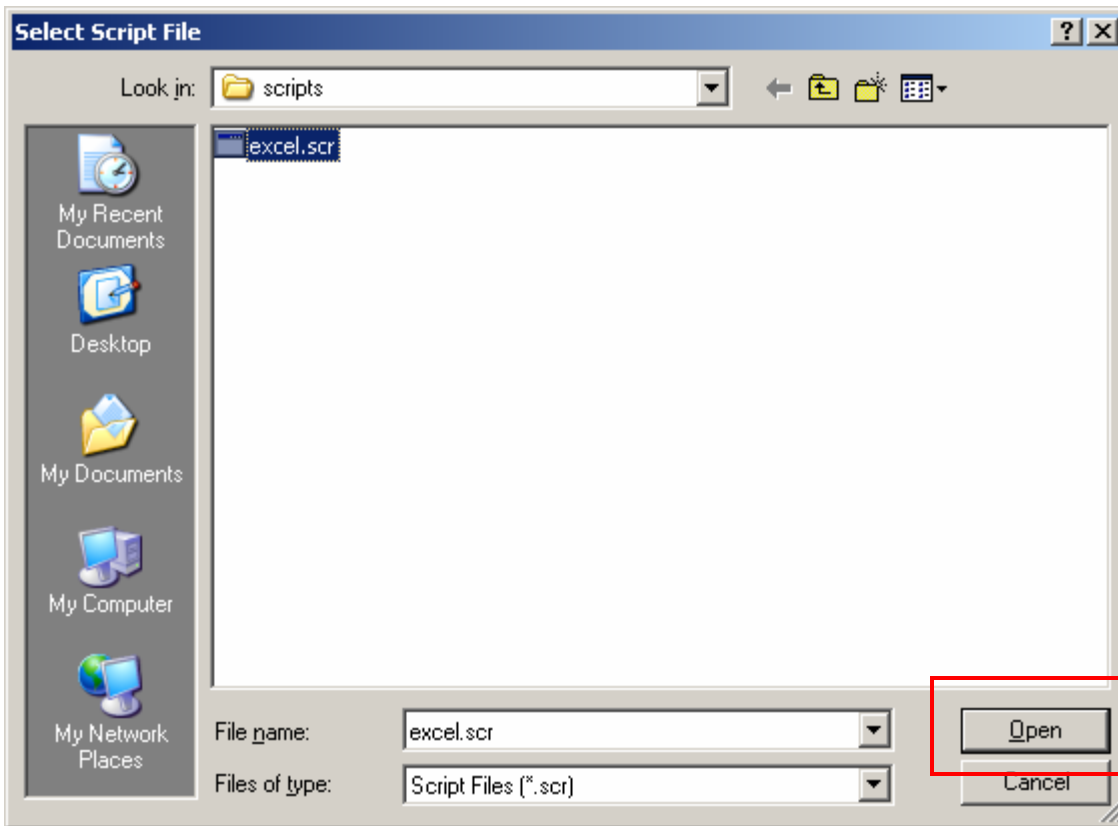 Select Script File
Look in:
scripts
excel.scr
My Recent
Documents
Desktop
My Documents
My Computer
My Network
Places
File name:
excel.scr
Open
Files of type:
Script Files (*.scr)
Cancel